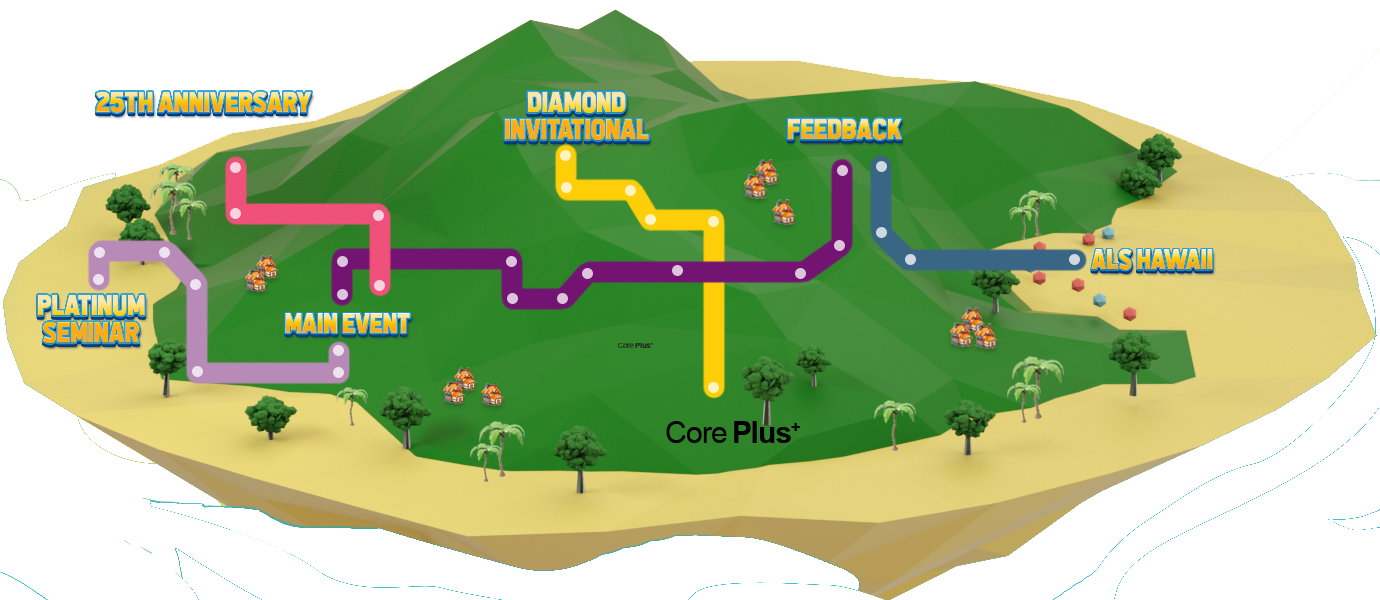 25TH ANNIVERSARY
DIAMOND
INVITATIONAL
FEEDBACK
ALS HAWAII
PLATINUM
SEMINAR
MAIN EVENT
Core Plus+
Core Plus+